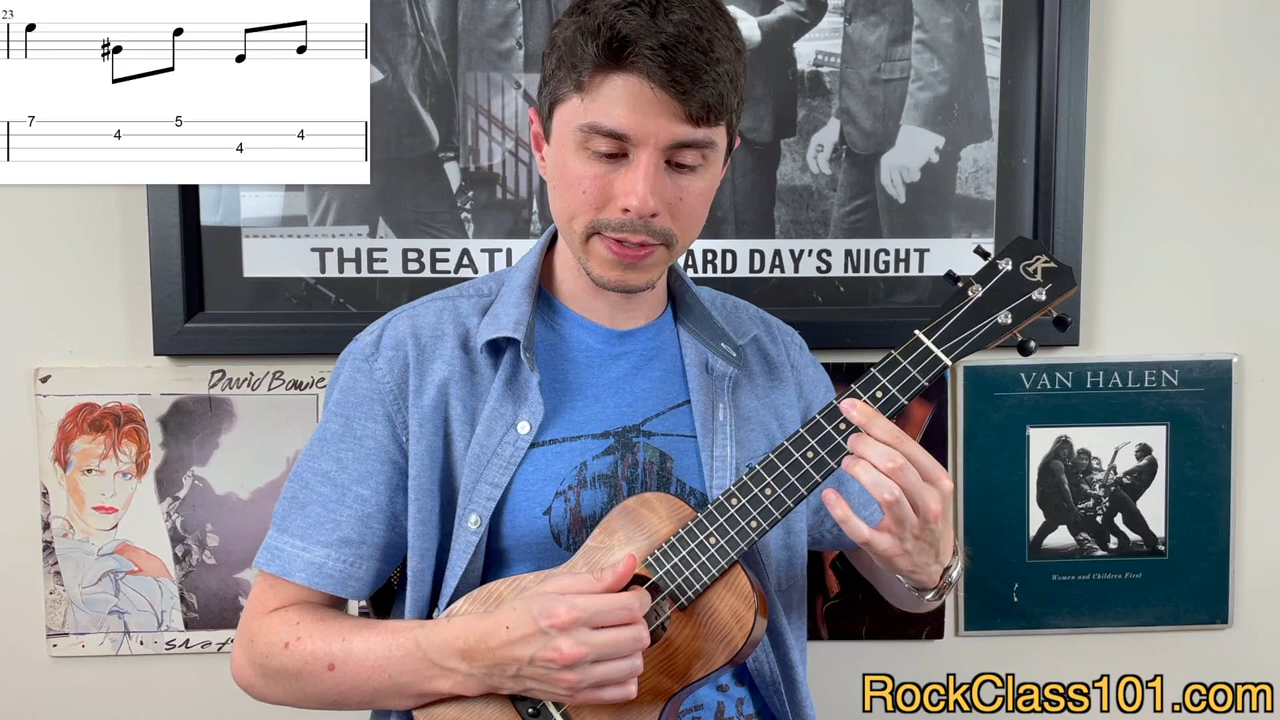 23
7 4 5 4 4
THE BEATL ARD DAY'S NIGHT
K
David Bowie
VAN HALEN
Women and Children First
RockClass101.com